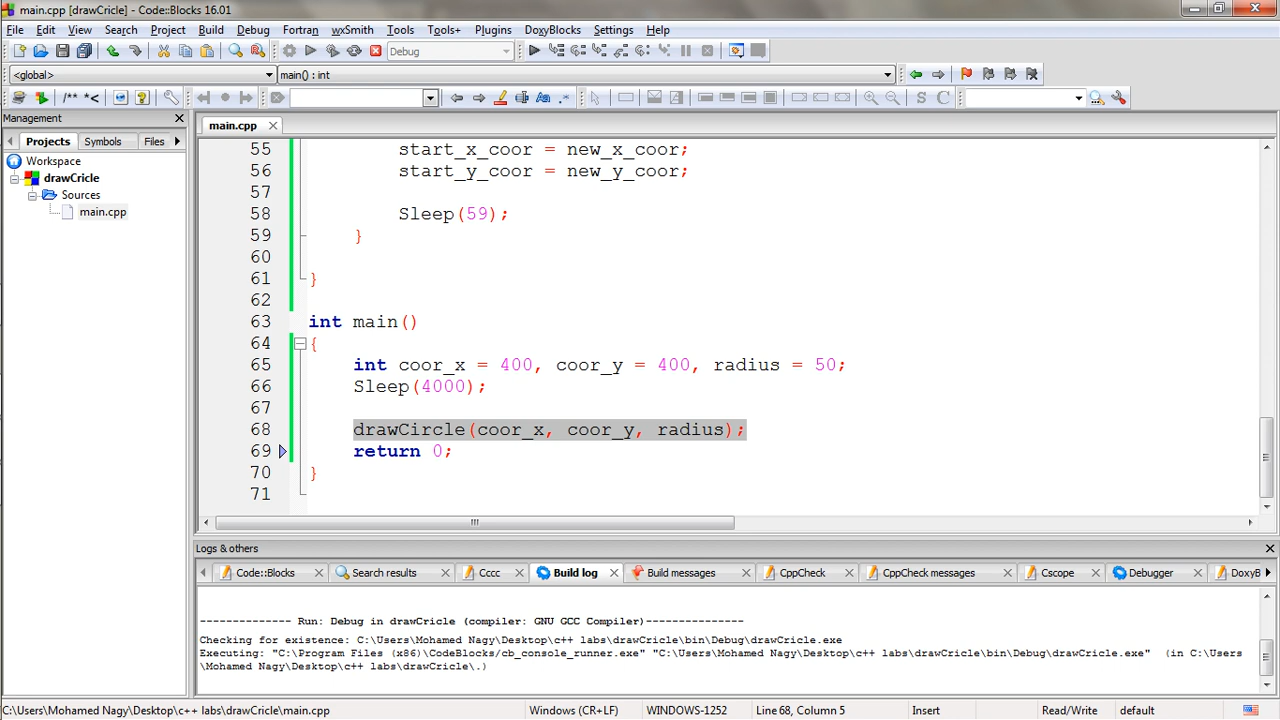 main.cpp [drawCricle] - Code::Blocks 16.01
File Edit View Search Project Build Debug Fortran wxSmith Tools Tools+ Plugins DoxyBlocks Settings Help
Debug
<global> main() : int
/** *<
S C
Management
Projects Symbols Files
Workspace
drawCricle
Sources
main.cpp
main.cpp
55 start_x_coor = new_x_coor;
56 start_y_coor = new_y_coor;
57
58 Sleep(59);
59 }
60
61 }
62
63 int main()
64 {
65 int coor_x = 400, coor_y = 400, radius = 50;
66 Sleep(4000);
67
68 drawCircle(coor_x, coor_y, radius);
69 return 0;
70 }
71
Logs & others
Code::Blocks Search results Cccc Build log Build messages CppCheck CppCheck messages Cscope Debugger DoxyB
-------------- Run: Debug in drawCricle (compiler: GNU GCC Compiler)---------------
Checking for existence: C:\Users\Mohamed Nagy\Desktop\c++ labs\drawCricle\bin\Debug\drawCricle.exe
Executing: "C:\Program Files (x86)\CodeBlocks/cb_console_runner.exe" "C:\Users\Mohamed Nagy\Desktop\c++ labs\drawCricle\bin\Debug\drawCricle.exe"  (in C:\Users
\Mohamed Nagy\Desktop\c++ labs\drawCricle\.)
C:\Users\Mohamed Nagy\Desktop\c++ labs\drawCricle\main.cpp Windows (CR+LF) WINDOWS-1252 Line 68, Column 5 Insert Read/Write default